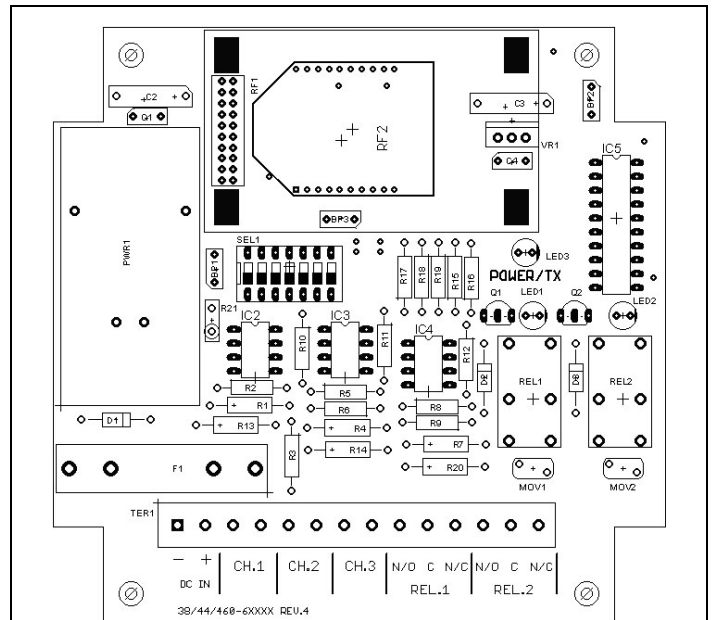 C2
Q1
RF1
RF2
C3
VR1
Q4
BP2
IC5
BP3
PWR1
BP1
SEL1
LED3
POWER/TX
R17
R18
R19
R15
R16
R21
IC2
IC3
IC4
R10
R11
R12
Q1
LED1
Q2
LED2
REL1
REL2
D8
R2
R1
R13
R5
R6
R4
R14
R8
R9
R7
R20
R3
D1
F1
MOV1
MOV2
TER1
- +
DC IN
CH.1
CH.2
CH.3
N/O C N/C
REL.1
N/O C N/C
REL.2
38/44/460-6XXXX REV.4